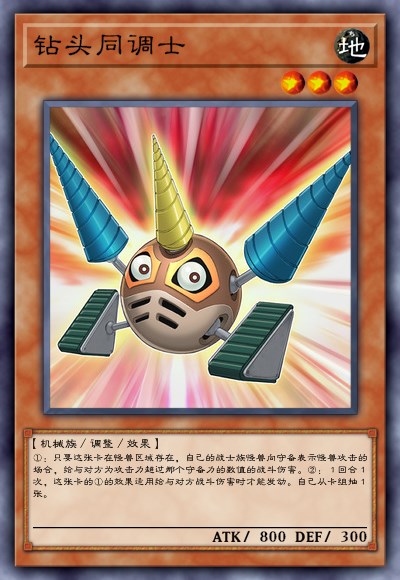 钻头同调士
地
【机械族／调整／效果】
①：只要这张卡在怪兽区域存在，自己的战士族怪兽向守备表示怪兽攻击的
场合，给与对方为攻击力超过那个守备力的数值的战斗伤害。②：1回合1
次，这张卡的①的效果适用给与对方战斗伤害时才能发动。自己从卡组抽1
张。
ATK/ 800 DEF/ 300